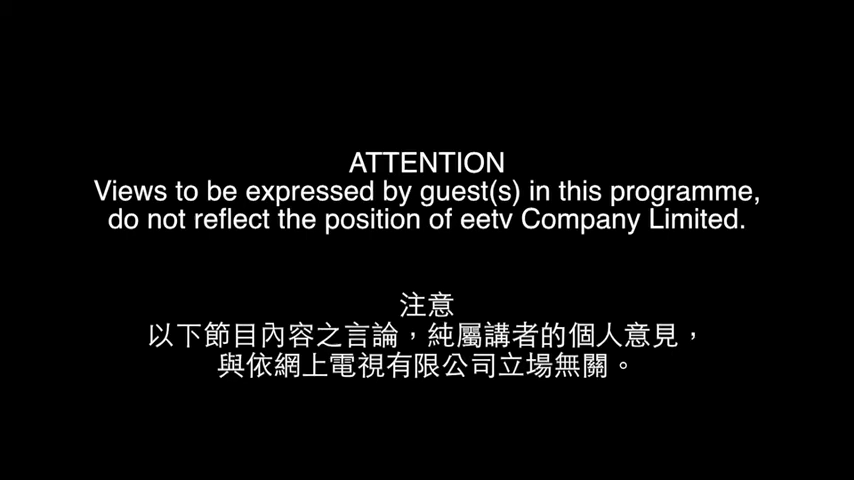 ATTENTION
Views to be expressed by guest(s) in this programme,
do not reflect the position of eetv Company Limited.
注意
以下節目內容之言論，純屬講者的個人意見，
與依網上電視有限公司立場無關。